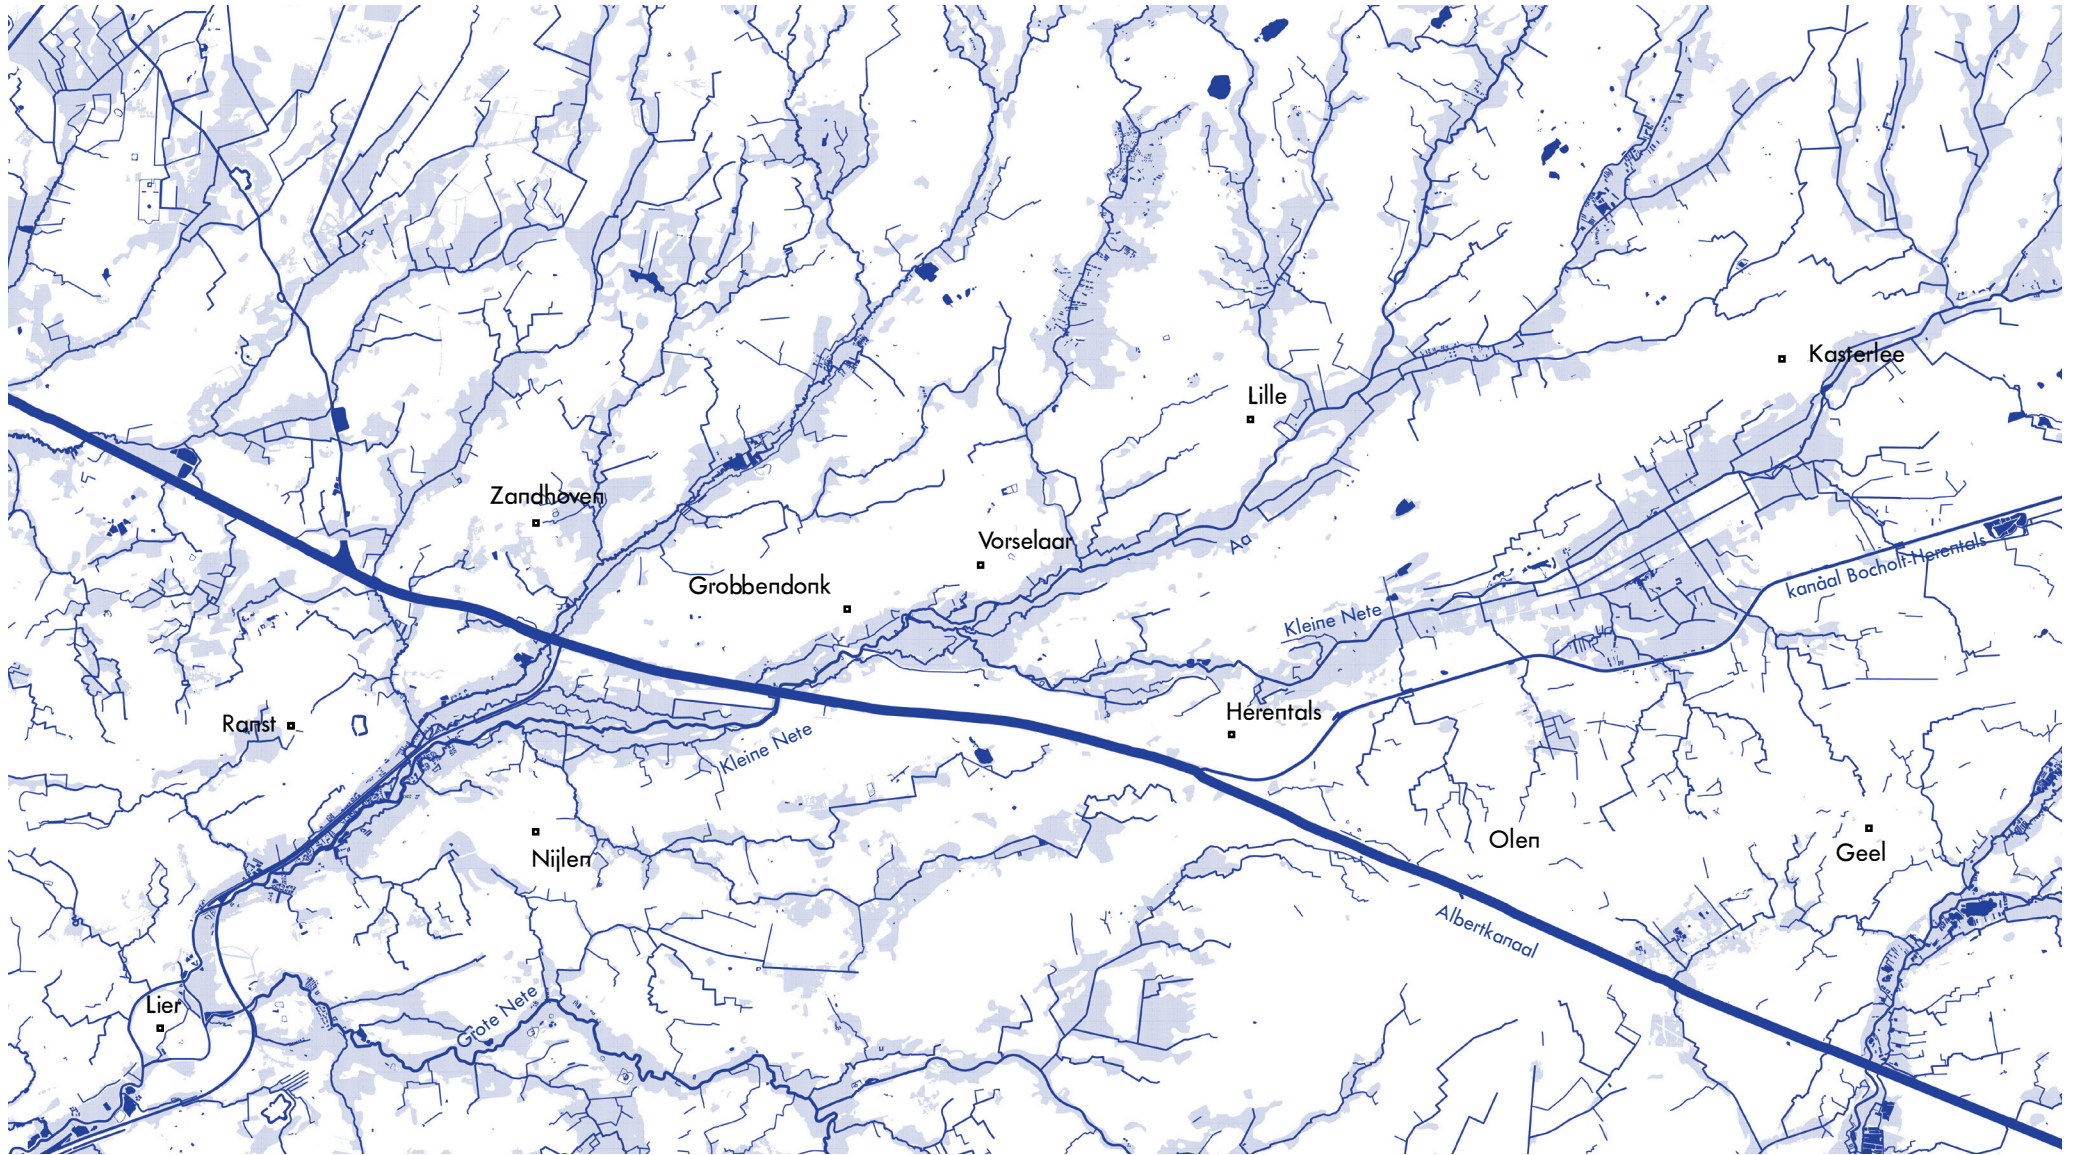 Kasterlee
Lille
Zandhoven
Vorselaar
Aa
kanaal Bocholt-Herentals
Grobbendonk
Kleine Nete
Herentals
Ranst
Kleine Nete
Olen
Geel
Nijlen
Albertkanaal
Lier
Grote Nete